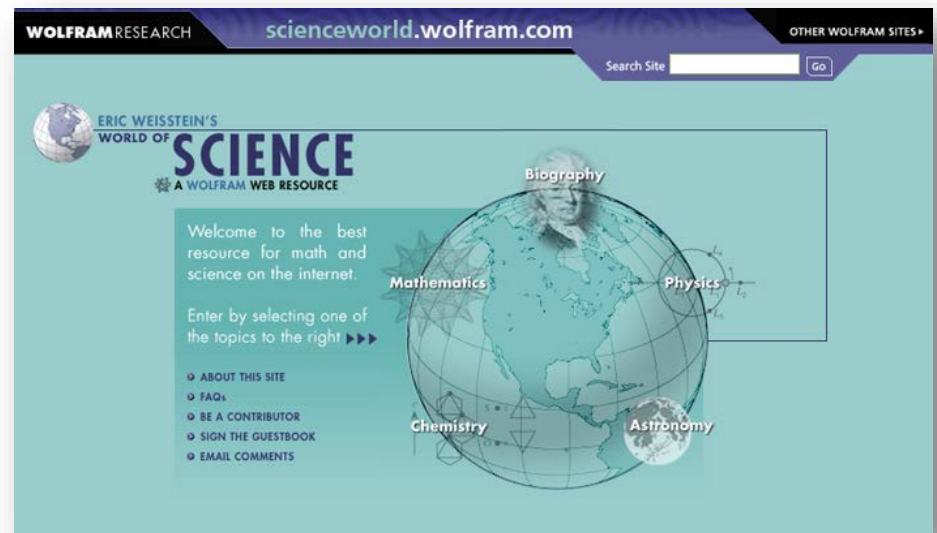 WOLFRAMRESEARCH
scienceworld.wolfram.com
OTHER WOLFRAM SITES
Search Site
Go
ERIC WEISSTEIN'S
WORLD OF
SCIENCE
A WOLFRAM WEB RESOURCE
Welcome to the best
resource for math and
science on the internet.
Enter by selecting one of
the topics to the right
ABOUT THIS SITE
FAQs
BE A CONTRIBUTOR
SIGN THE GUESTBOOK
EMAIL COMMENTS
Biography
Mathematics
Physics
L2
Chemistry
Astronomy